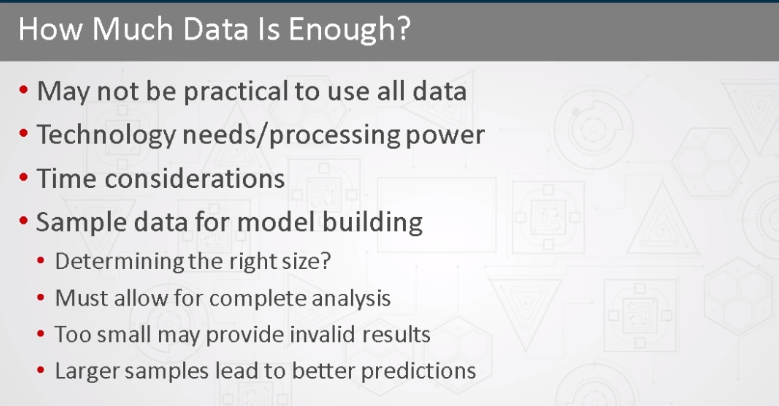 How Much Data Is Enough?
• May not be practical to use all data
• Technology needs/processing power
• Time considerations
• Sample data for model building
• Determining the right size?
• Must allow for complete analysis
• Too small may provide invalid results
• Larger samples lead to better predictions